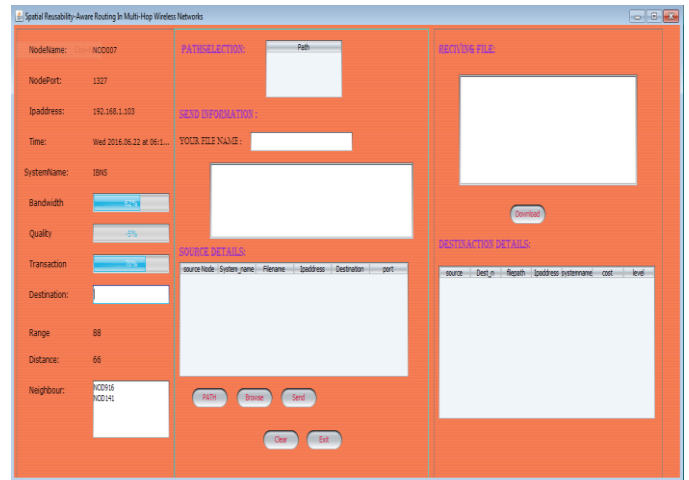 Spatial Reusability-Aware Routing In Multi-Hop Wireless Networks
NodeName: NOD007
NodePort: 1327
Ipaddress: 192.168.1.103
Time: Wed 2016.06.22 at 06:1...
SystemName: IBNS
Bandwidth 62%
Quality -5%
Transaction
Destination:
Range 88
Distance: 66
Neighbour: NOD916
NOD141
PATHSELECTION:
Path
SEND INFORMATION :
YOUR FILE NAME :
SOURCE DETAILS:
source Node System_name Filename Ipaddress Destination port
PATH Browse Send
Clear Exit
RECIVING FILE:
Download
DESTINACTION DETAILS:
source Dest_n filepath Ipaddress systemname cost level